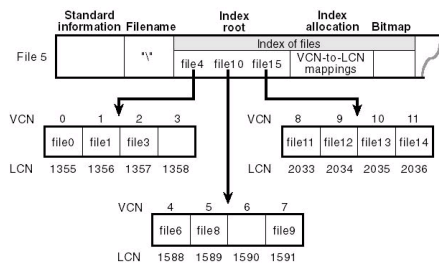 Standard information Filename Index root Index allocation Bitmap
File 5 "\" Index of files
file4 file10 file15 VCN-to-LCN mappings
VCN 0 1 2 3
file0 file1 file3
LCN 1355 1356 1357 1358
VCN 8 9 10 11
file11 file12 file13 file14
LCN 2033 2034 2035 2036
VCN 4 5 6 7
file6 file8 file9
LCN 1588 1589 1590 1591